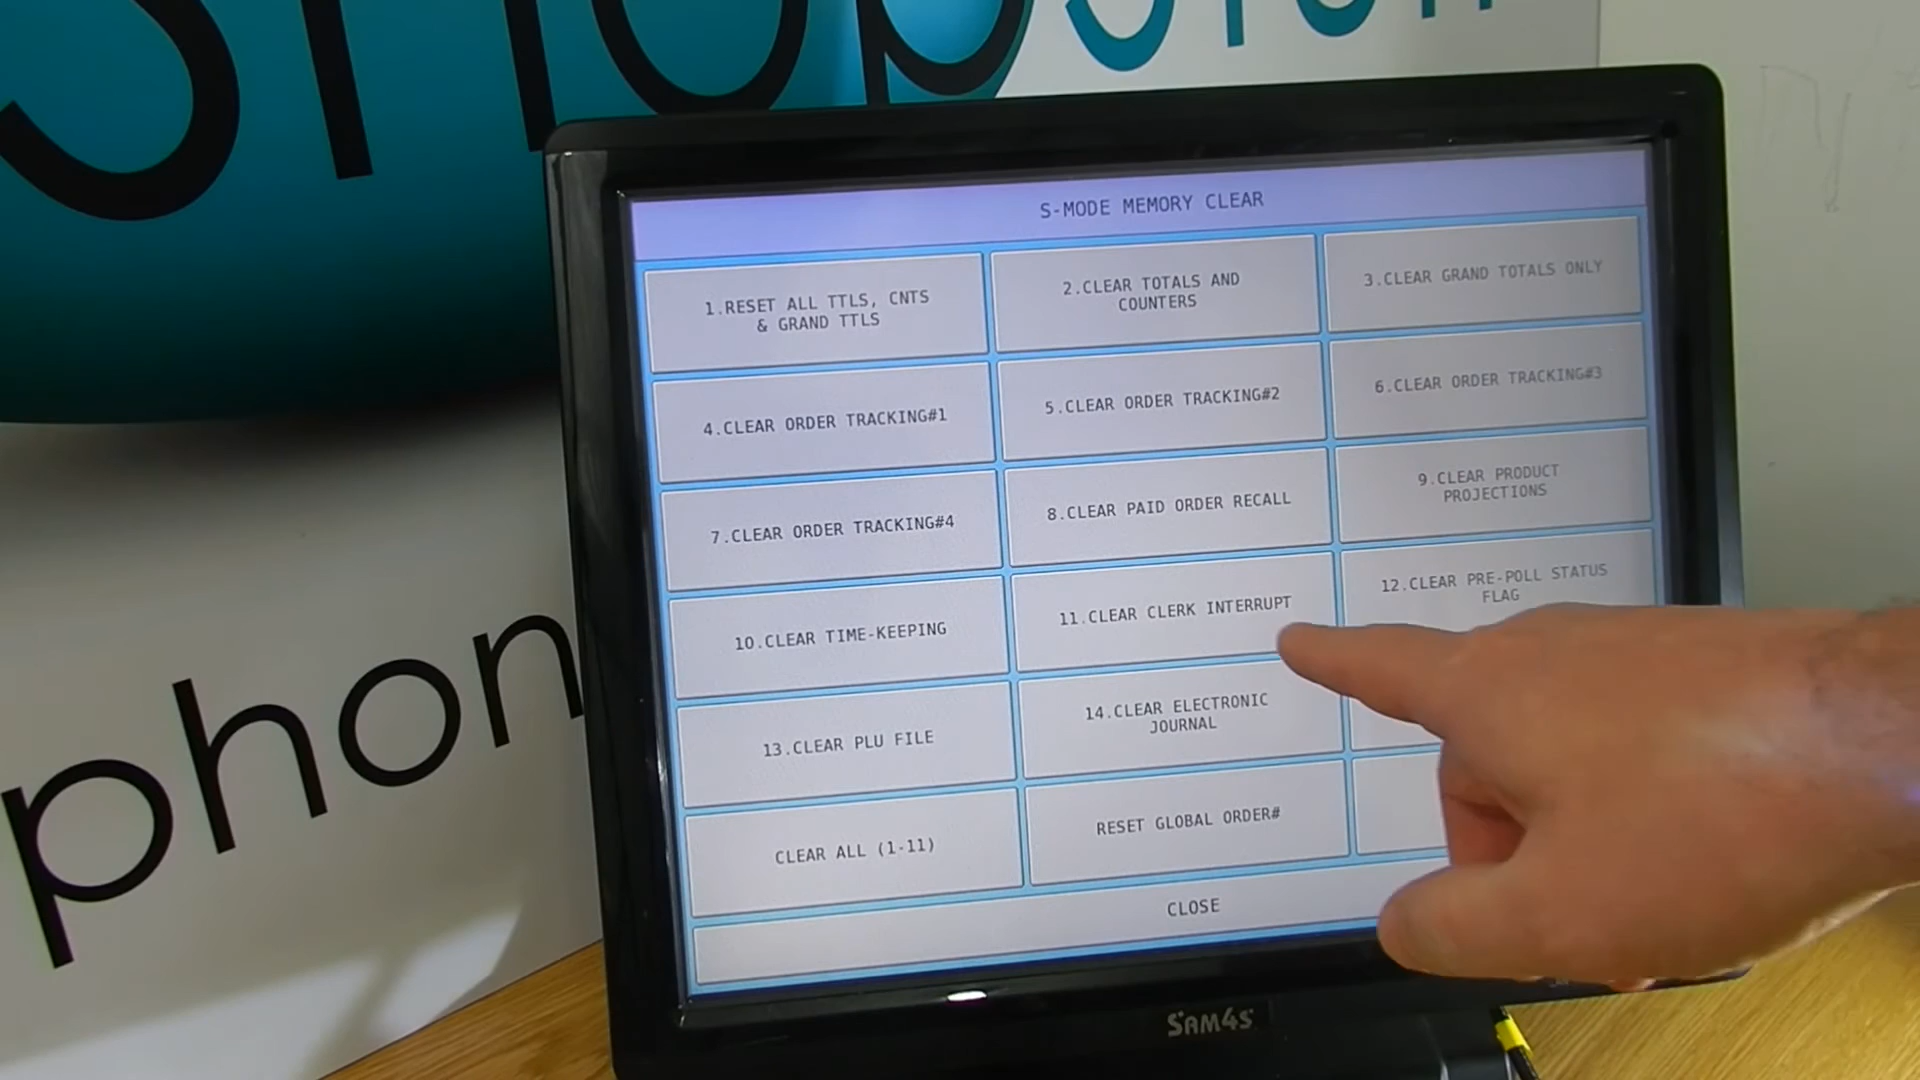 phon
S-MODE MEMORY CLEAR
1.RESET ALL TTLS, CNTS
& GRAND TTLS
2.CLEAR TOTALS AND
COUNTERS
3.CLEAR GRAND TOTALS ONLY
4.CLEAR ORDER TRACKING#1
5.CLEAR ORDER TRACKING#2
6.CLEAR ORDER TRACKING#3
7.CLEAR ORDER TRACKING#4
8.CLEAR PAID ORDER RECALL
9.CLEAR PRODUCT
PROJECTIONS
10.CLEAR TIME-KEEPING
11.CLEAR CLERK INTERRUPT
12.CLEAR PRE-POLL STATUS
FLAG
13.CLEAR PLU FILE
14.CLEAR ELECTRONIC
JOURNAL
CLEAR ALL (1-11)
RESET GLOBAL ORDER#
CLOSE
SAM4S